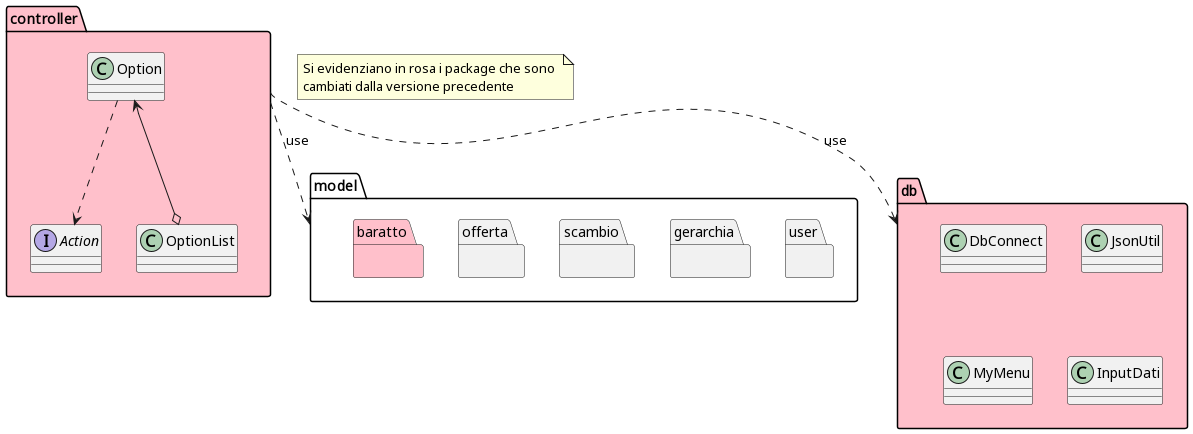 controller
C Option
Si evidenziano in rosa i package che sono
cambiati dalla versione precedente
use
use
model
db
baratto
offerta
scambio
gerarchia
user
I Action
C OptionList
C DbConnect
C JsonUtil
C MyMenu
C InputDati